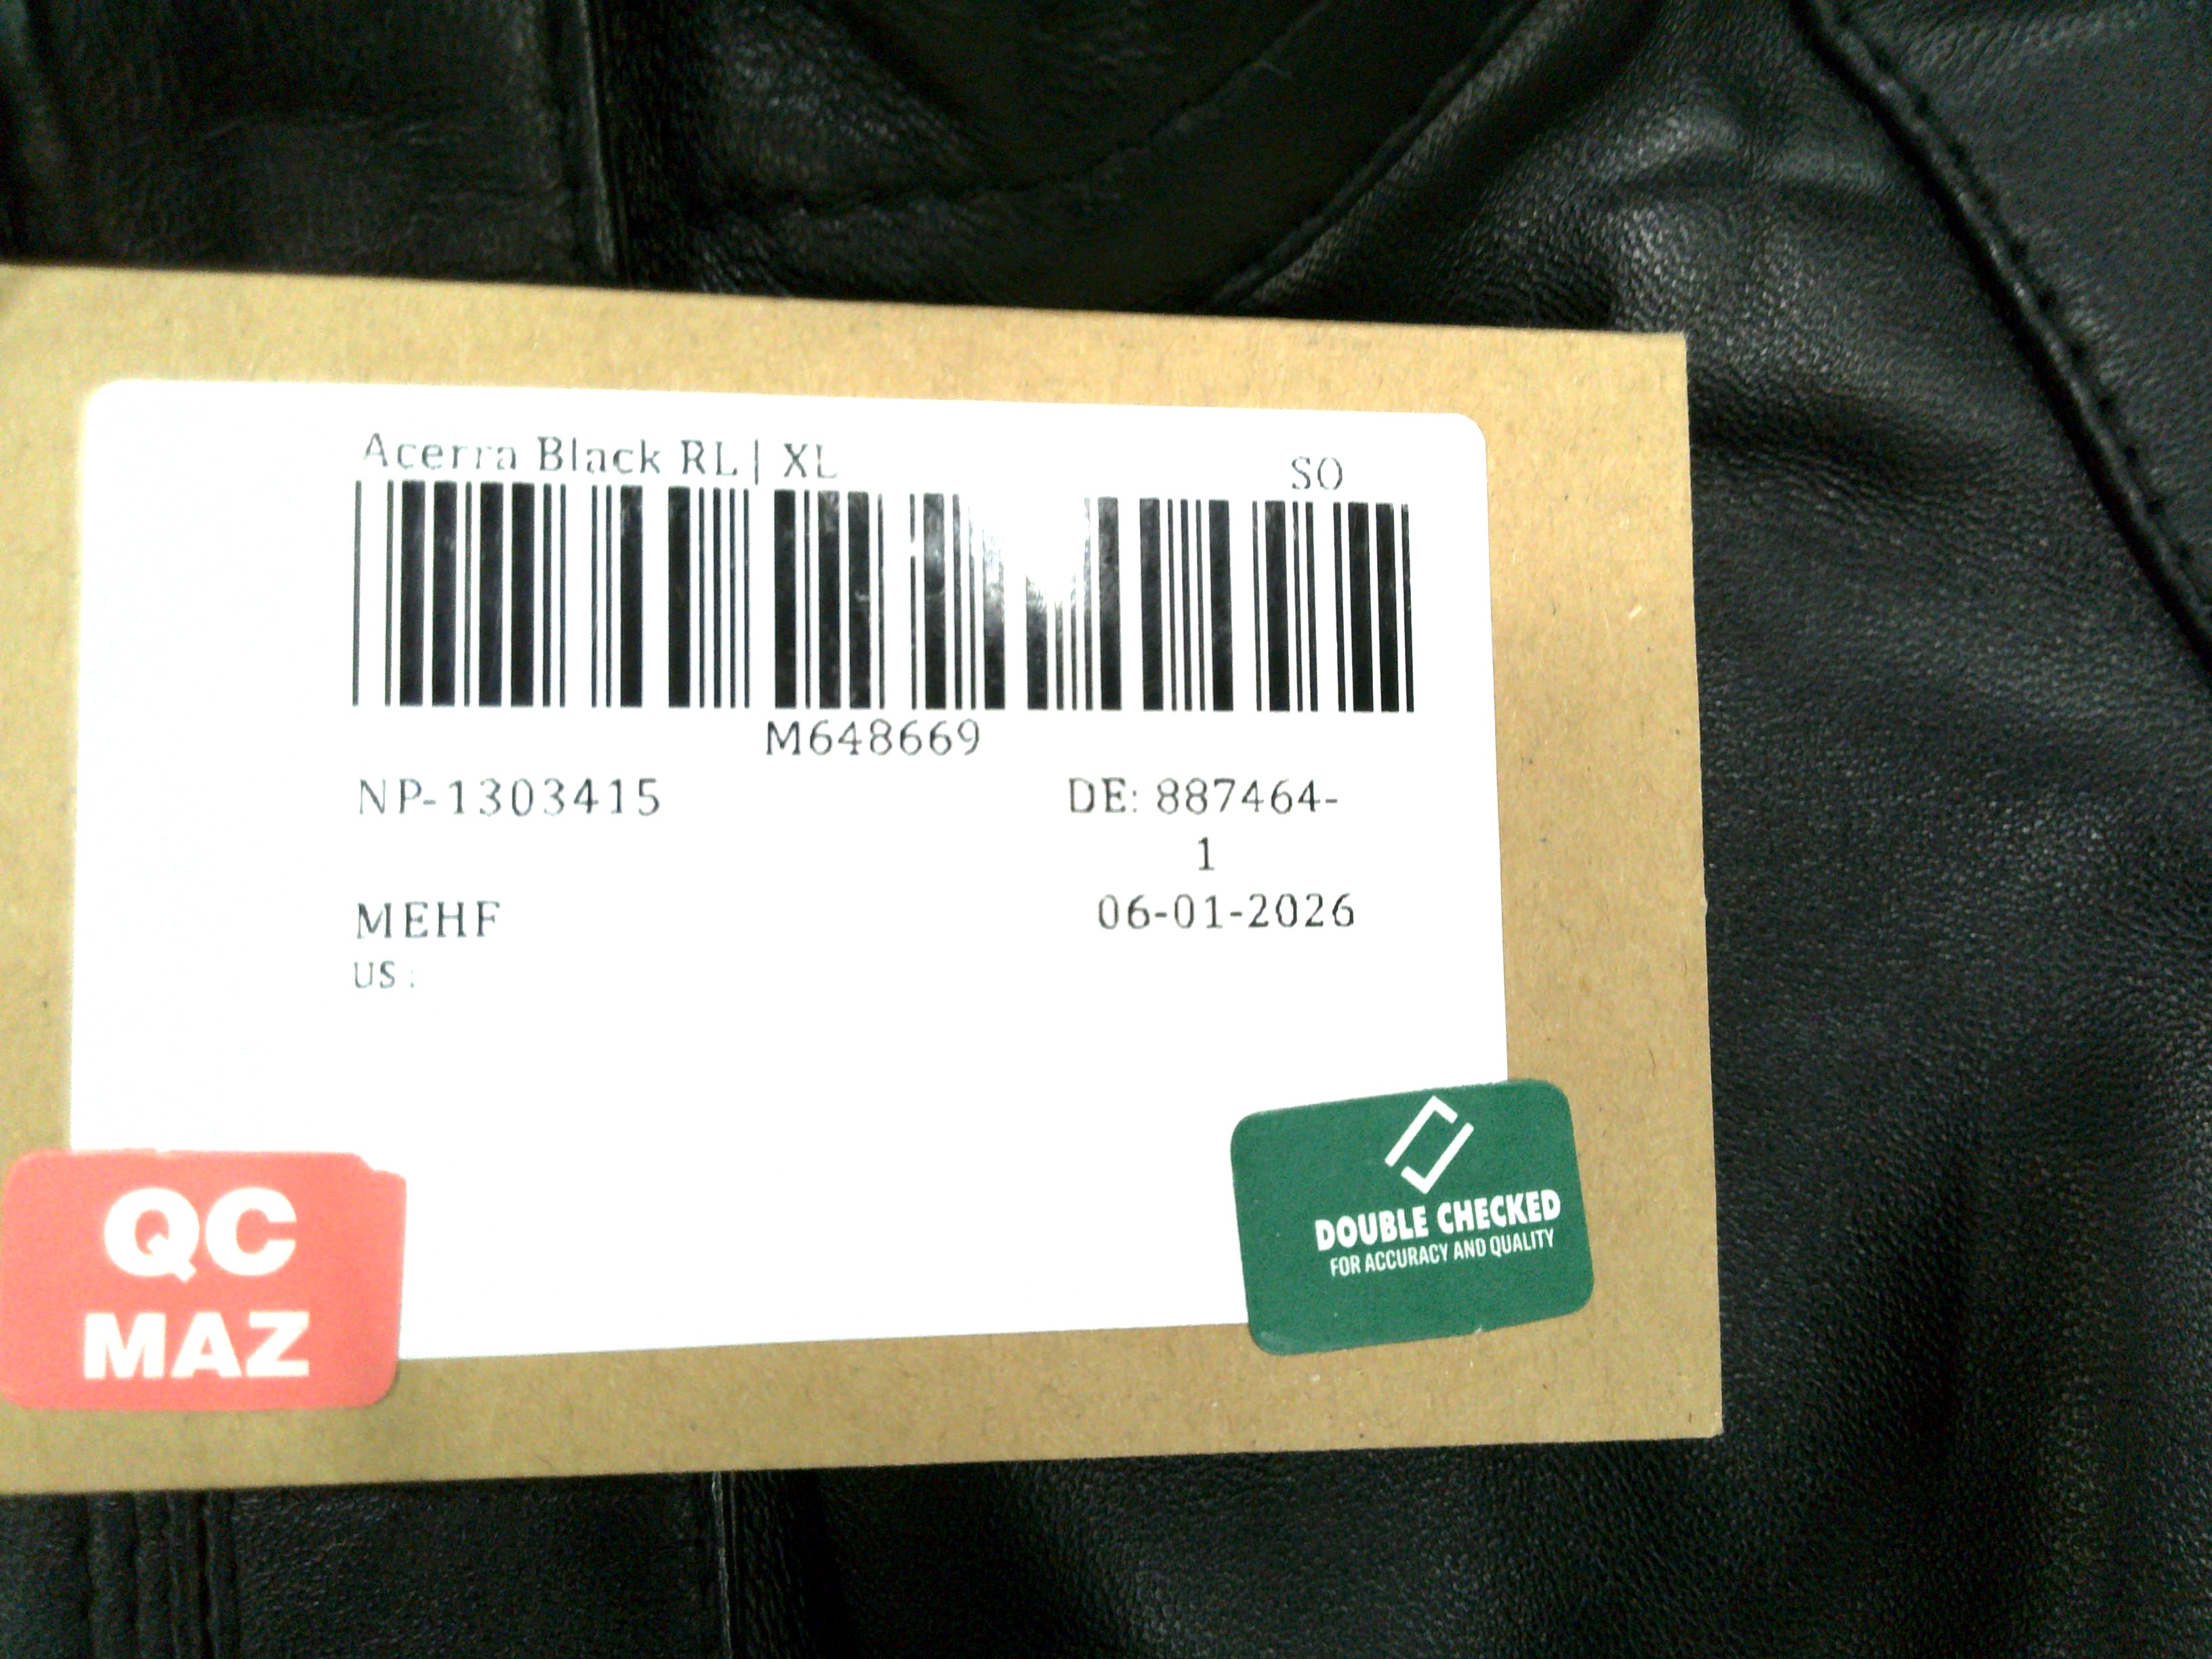 Acerra Black RL| XL
SO
M648669
NP-1303415
DE: 887464-
1
MEHF
06-01-2026
US :
QC
MAZ
DOUBLE CHECKED
FOR ACCURACY AND QUALITY